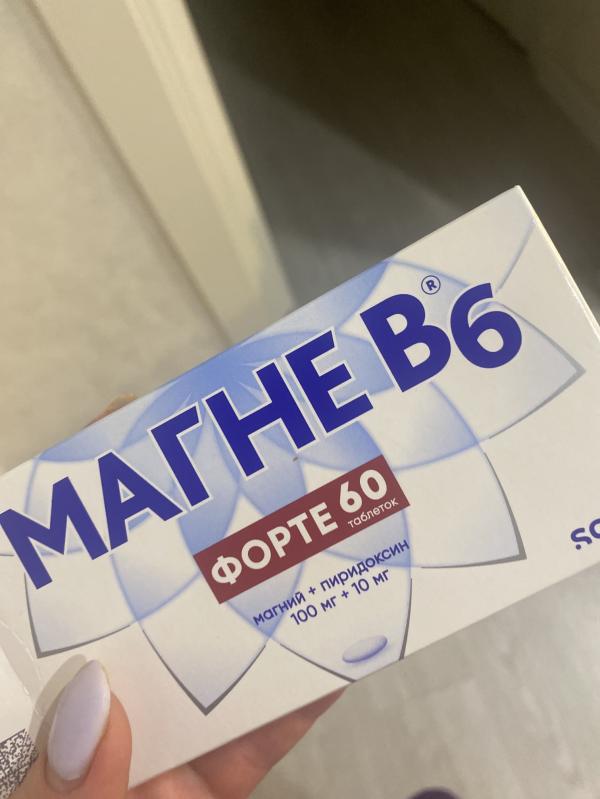 МАГНЕ B6®
ФОРТЕ 60
таблеток
магний + пиридоксин
100 мг + 10 мг